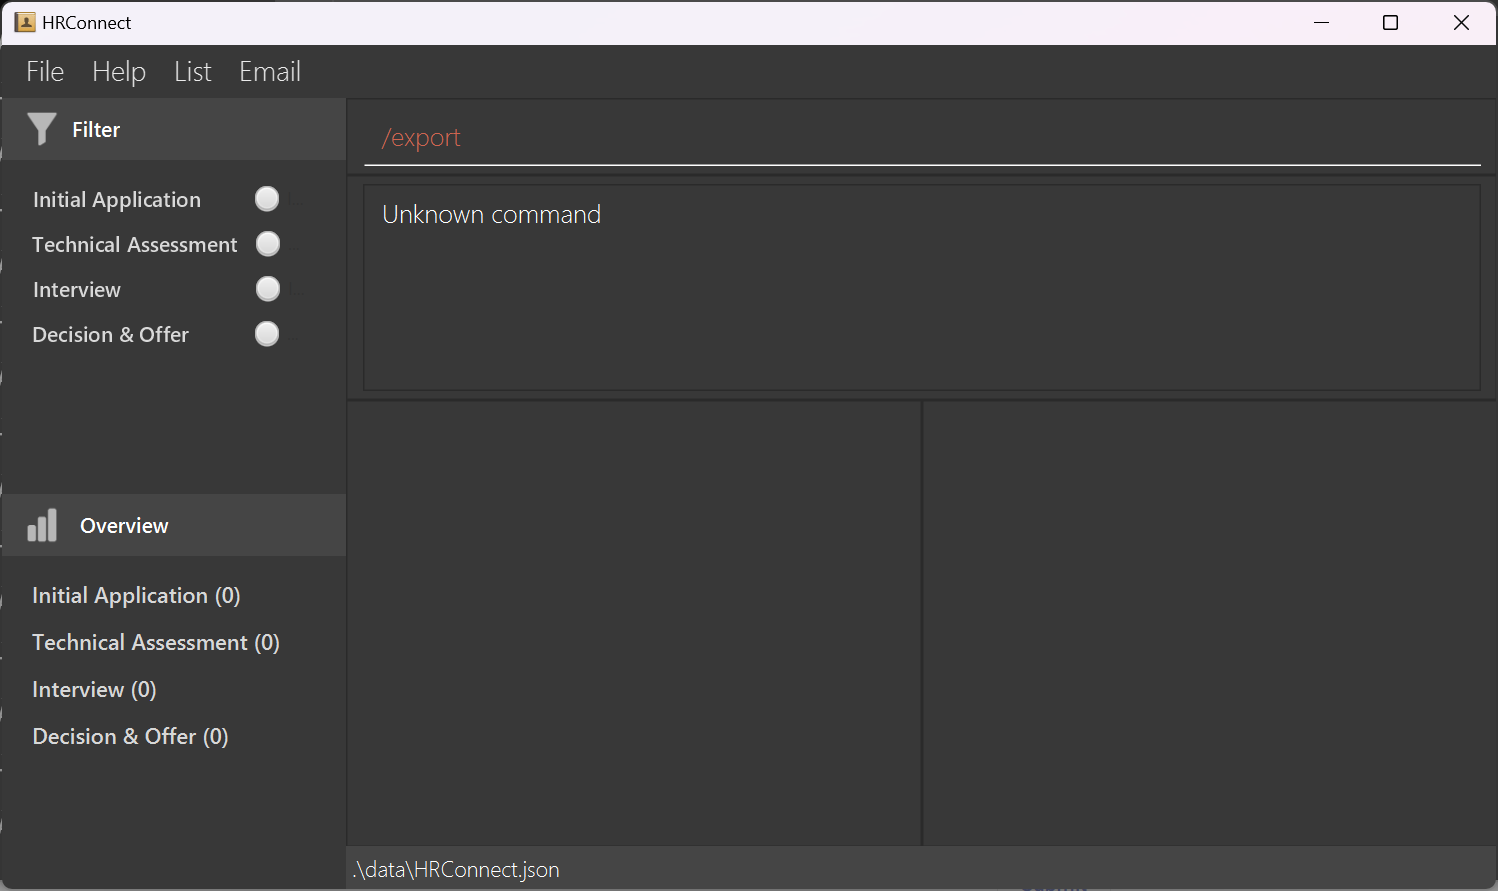 HRConnect
File Help List Email
Filter
/export
Initial Application
Technical Assessment
Interview
Decision & Offer
Unknown command
Overview
Initial Application (0)
Technical Assessment (0)
Interview (0)
Decision & Offer (0)
.\data\HRConnect.json